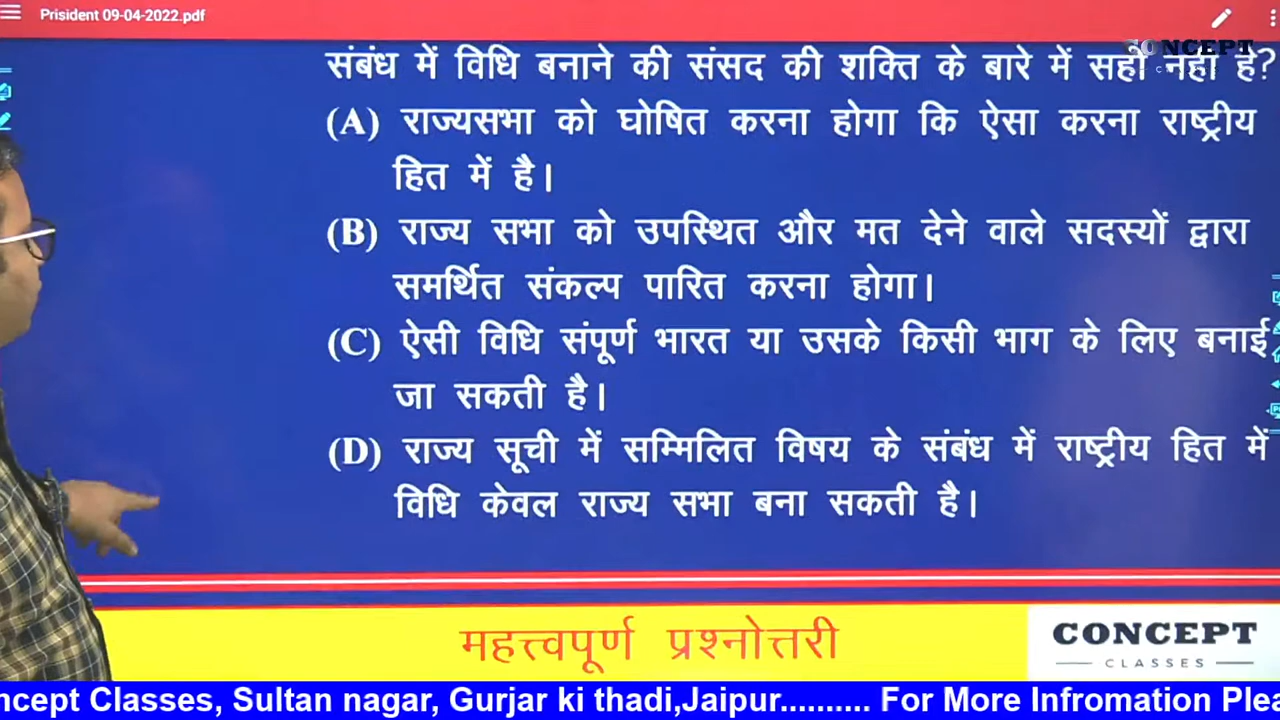 Prisident 09-04-2022.pdf
CONCEPT
CLASSES
संबंध में विधि बनाने की संसद की शक्ति के बारे में सही नहीं है?
(A) राज्यसभा को घोषित करना होगा कि ऐसा करना राष्ट्रीय
हित में है।
(B) राज्य सभा को उपस्थित और मत देने वाले सदस्यों द्वारा
समर्थित संकल्प पारित करना होगा।
(C) ऐसी विधि संपूर्ण भारत या उसके किसी भाग के लिए बनाई
जा सकती है।
(D) राज्य सूची में सम्मिलित विषय के संबंध में राष्ट्रीय हित में
विधि केवल राज्य सभा बना सकती है।
महत्त्वपूर्ण प्रश्नोत्तरी
CONCEPT
CLASSES
ncept Classes, Sultan nagar, Gurjar ki thadi,Jaipur.......... For More Infromation Plea